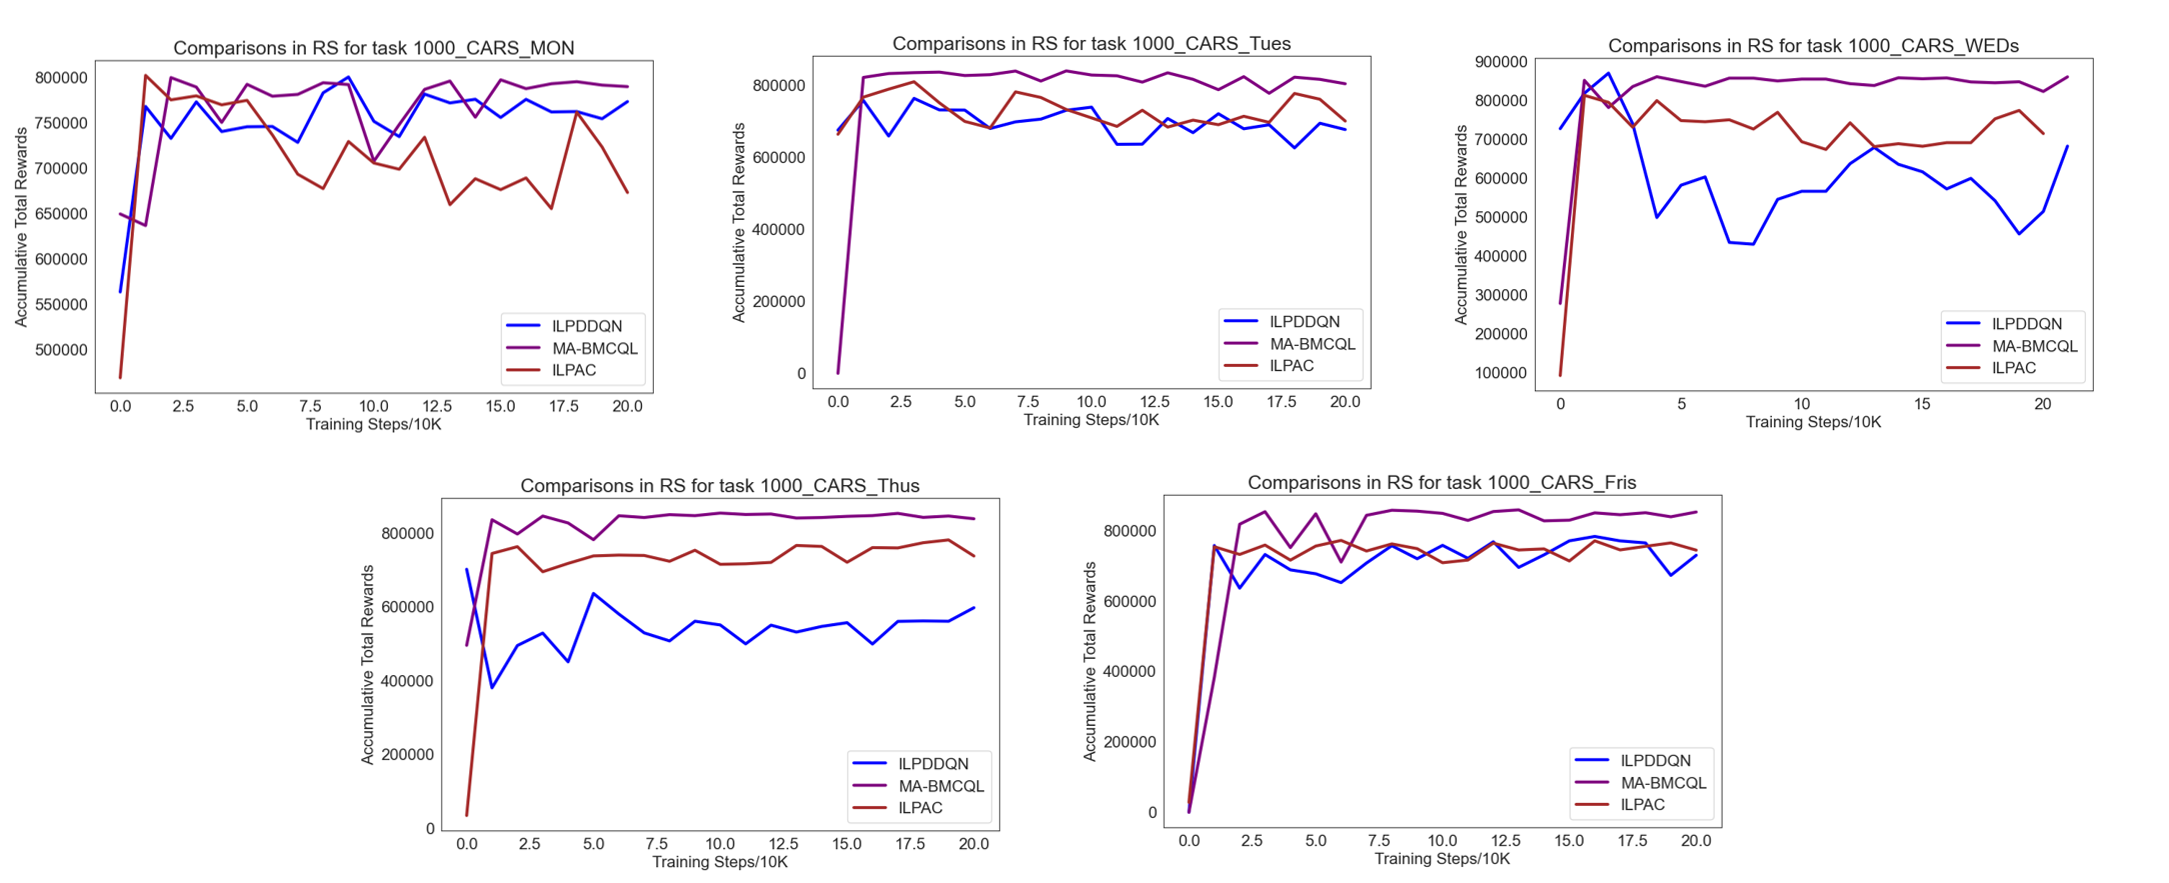 Comparisons in RS for task 1000_CARS_MON
Accumulative Total Rewards
800000
750000
700000
650000
600000
550000
500000
ILPDDQN
MA-BMCQL
ILPAC
0.0 2.5 5.0 7.5 10.0 12.5 15.0 17.5 20.0
Training Steps/10K
Comparisons in RS for task 1000_CARS_Tues
Accumulative Total Rewards
800000
600000
400000
200000
0
ILPDDQN
MA-BMCQL
ILPAC
0.0 2.5 5.0 7.5 10.0 12.5 15.0 17.5 20.0
Training Steps/10K
Comparisons in RS for task 1000_CARS_WEDs
Accumulative Total Rewards
900000
800000
700000
600000
500000
400000
300000
200000
100000
ILPDDQN
MA-BMCQL
ILPAC
0 5 10 15 20
Training Steps/10K
Comparisons in RS for task 1000_CARS_Thus
Accumulative Total Rewards
800000
600000
400000
200000
0
ILPDDQN
MA-BMCQL
ILPAC
0.0 2.5 5.0 7.5 10.0 12.5 15.0 17.5 20.0
Training Steps/10K
Comparisons in RS for task 1000_CARS_Fris
Accumulative Total Rewards
800000
600000
400000
200000
0
ILPDDQN
MA-BMCQL
ILPAC
0.0 2.5 5.0 7.5 10.0 12.5 15.0 17.5 20.0
Training Steps/10K